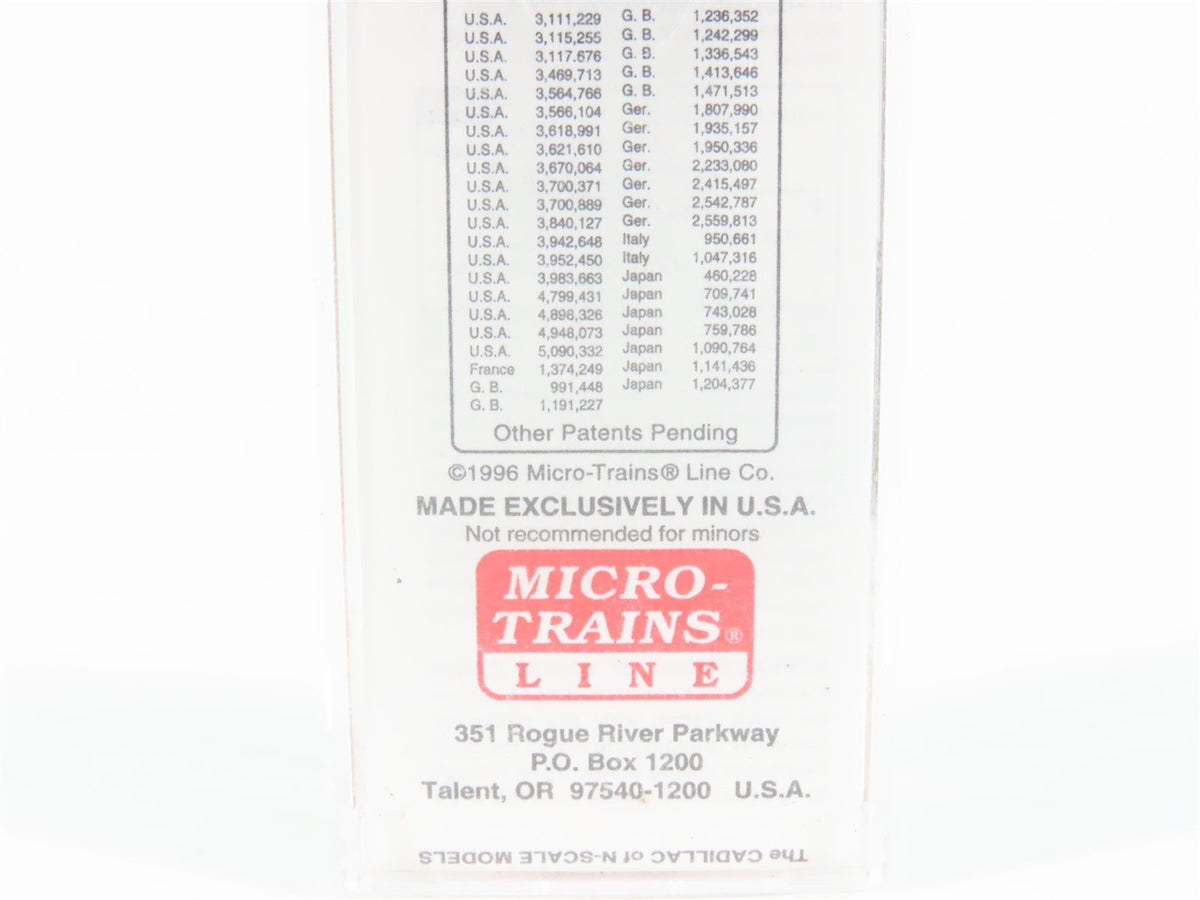 U.S.A. 3,111,229 G. B. 1,236,352
U.S.A. 3,115,255 G. B. 1,242,299
U.S.A. 3,117.676 G. B. 1,336,543
U.S.A. 3,469,713 G. B. 1,413,646
U.S.A. 3,564,766 G. B. 1,471,513
U.S.A. 3,566,104 Ger. 1,807,990
U.S.A. 3,618,991 Ger. 1,935,157
U.S.A. 3,621,610 Ger. 1,950,336
U.S.A. 3,670,064 Ger. 2,233,080
U.S.A. 3,700,371 Ger. 2,415,497
U.S.A. 3,700,889 Ger. 2,542,787
U.S.A. 3,840,127 Ger. 2,559,813
U.S.A. 3,942,648 Italy 950,661
U.S.A. 3,952,450 Italy 1,047,316
U.S.A. 3,983,663 Japan 460,228
U.S.A. 4,799,431 Japan 709,741
U.S.A. 4,898,326 Japan 743,028
U.S.A. 4,948,073 Japan 759,786
U.S.A. 5,090,332 Japan 1,090,764
France 1,374,249 Japan 1,141,436
G. B. 991,448 Japan 1,204,377
G. B. 1,191,227
Other Patents Pending
©1996 Micro-Trains® Line Co.
MADE EXCLUSIVELY IN U.S.A.
Not recommended for minors
MICRO-
TRAINS®
LINE
351 Rogue River Parkway
P.O. Box 1200
Talent, OR 97540-1200 U.S.A.
The CADILLAC of N-SCALE MODELS